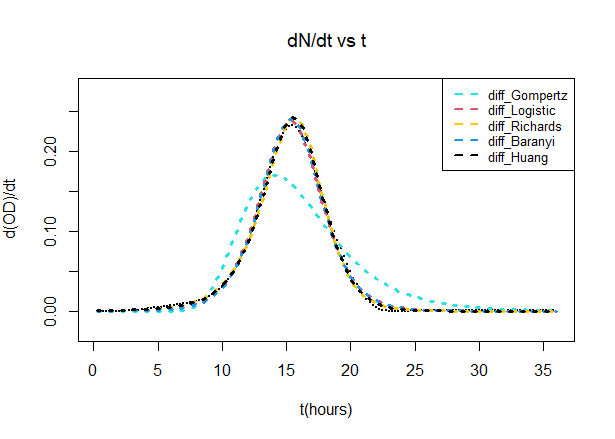 dN/dt vs t
diff_Gompertz
diff_Logistic
diff_Richards
diff_Baranyi
diff_Huang
d(OD)/dt
0.20
0.10
0.00
0 5 10 15 20 25 30 35
t(hours)